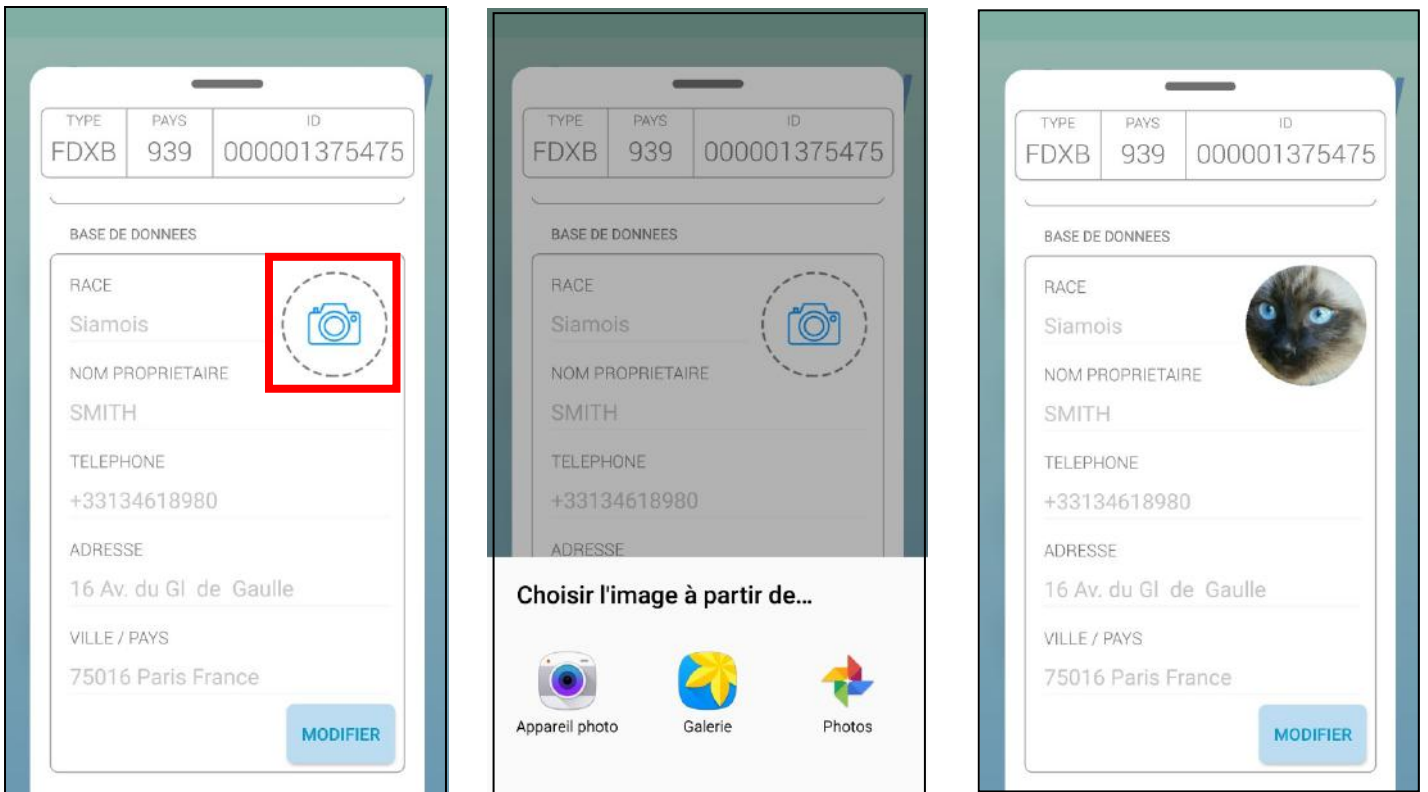 TYPE PAYS ID
FDXB 939 000001375475
BASE DE DONNEES
RACE
Siamois
NOM PROPRIETAIRE
SMITH
TELEPHONE
+33134618980
ADRESSE
16 Av. du Gl de Gaulle
VILLE / PAYS
75016 Paris France
MODIFIER
TYPE PAYS ID
FDXB 939 000001375475
BASE DE DONNEES
RACE
Siamois
NOM PROPRIETAIRE
SMITH
TELEPHONE
+33134618980
ADRESSE
Choisir l'image à partir de...
Appareil photo Galerie Photos
TYPE PAYS ID
FDXB 939 000001375475
BASE DE DONNEES
RACE
Siamois
NOM PROPRIETAIRE
SMITH
TELEPHONE
+33134618980
ADRESSE
16 Av. du Gl de Gaulle
VILLE / PAYS
75016 Paris France
MODIFIER